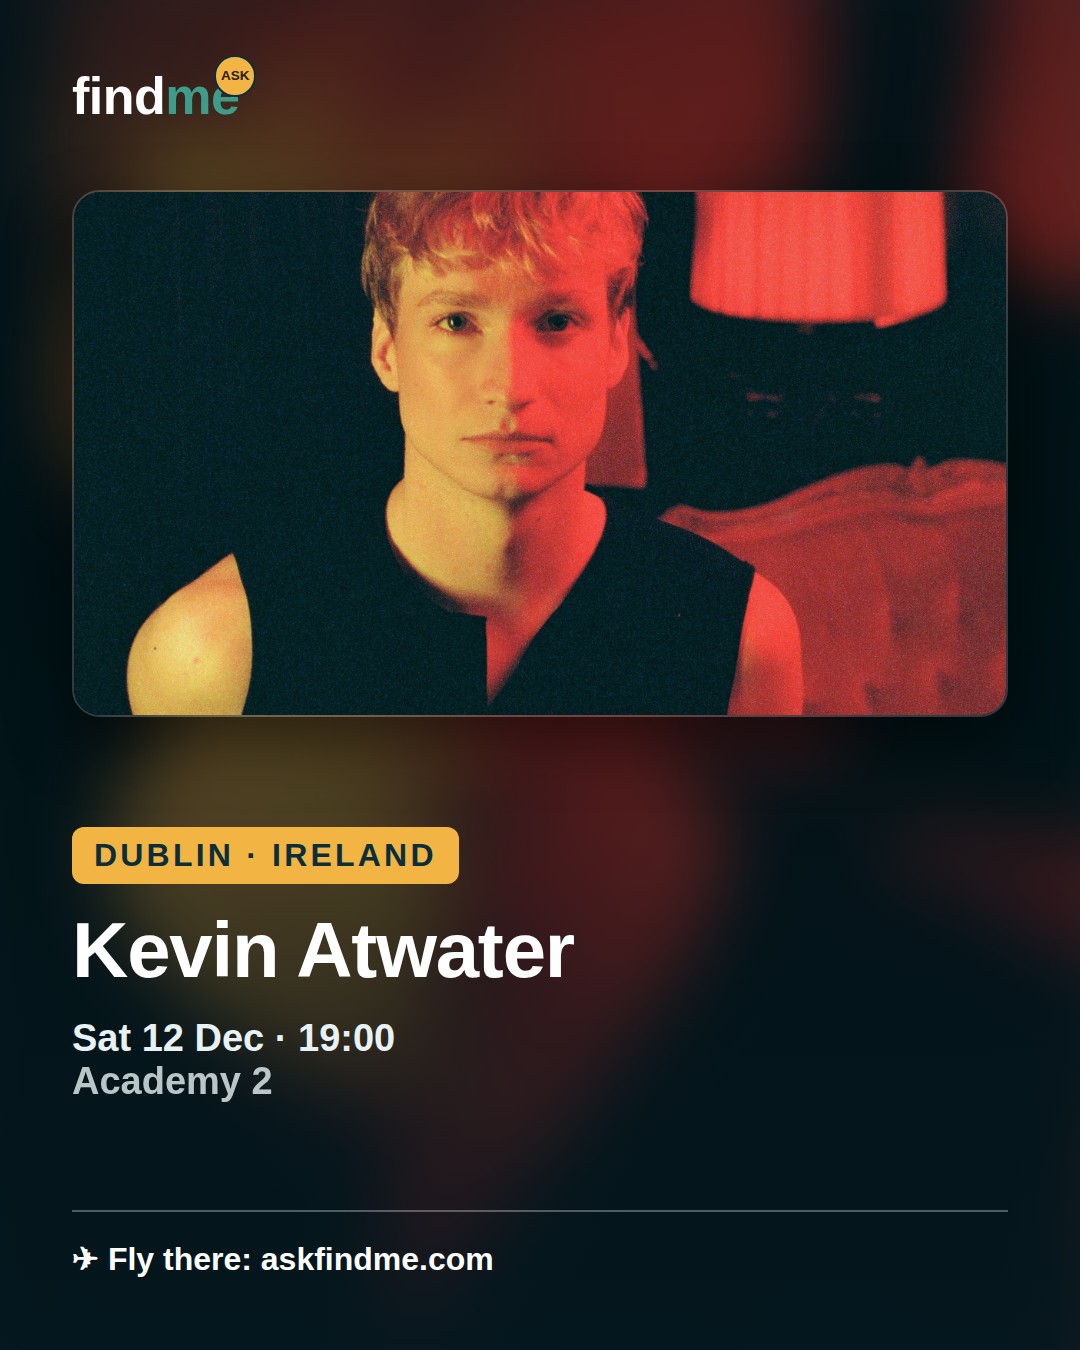 findme
ASK
DUBLIN · IRELAND
Kevin Atwater
Sat 12 Dec · 19:00
Academy 2
✈ Fly there: askfindme.com